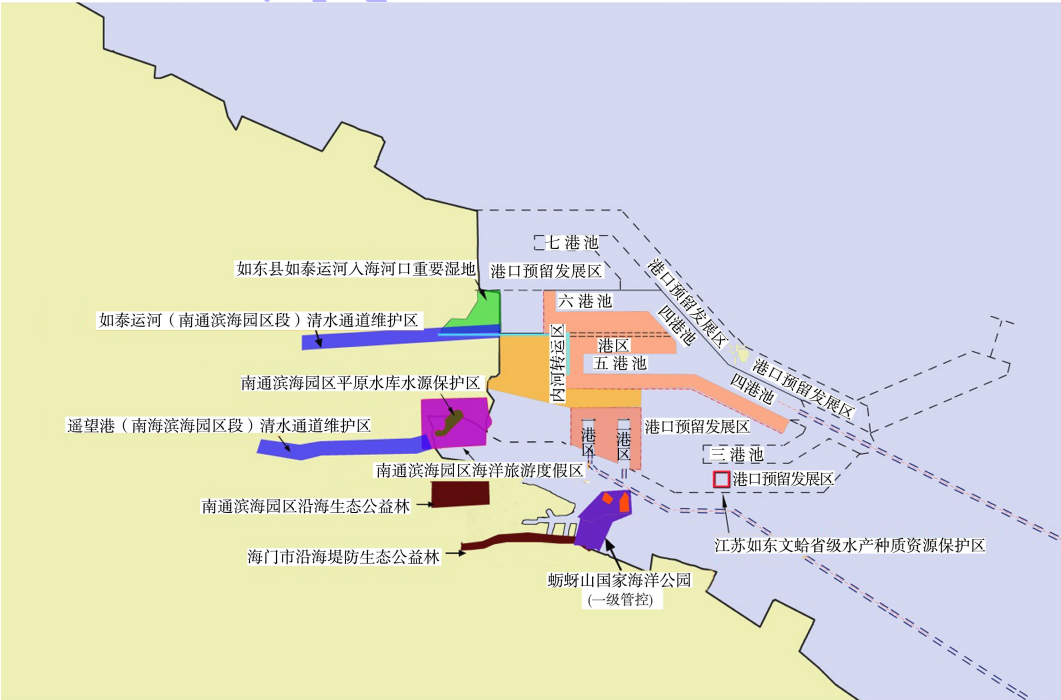 七港池
如东县如泰运河入海河口重要湿地
港口预留发展区
港口预留发展区
六港池
四港池
如泰运河（南通滨海园区段）清水通道维护区
内河转运区
港区
五港池
港口预留发展区
南通滨海园区平原水库水源保护区
四港池
遥望港（南海滨海园区段）清水通道维护区
港口预留发展区
一港区
二港区
三港池
南通滨海园区海洋旅游度假区
港口预留发展区
南通滨海园区沿海生态公益林
江苏如东文蛤省级水产种质资源保护区
海门市沿海堤防生态公益林
蛎蚜山国家海洋公园
(一级管控)